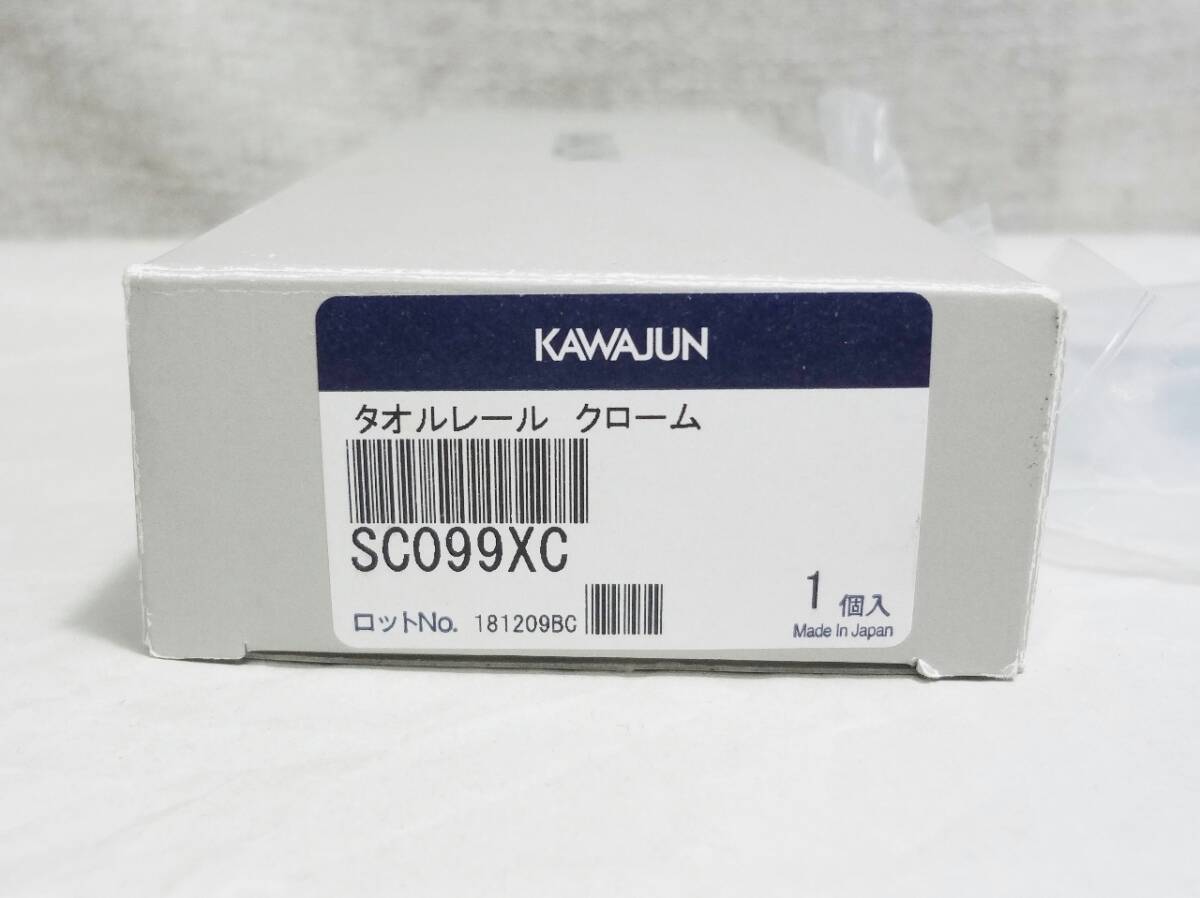 KAWAJUN
タオルレール クローム
SC099XC
ロットNo. 181209BC
1 個入
Made In Japan